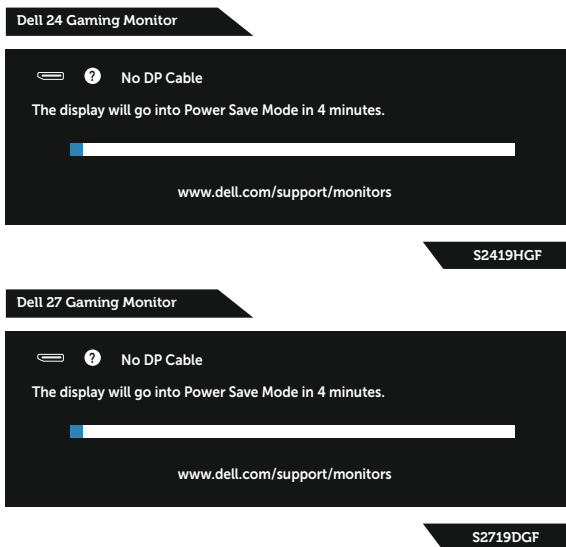 Dell 24 Gaming Monitor
? No DP Cable
The display will go into Power Save Mode in 4 minutes.
www.dell.com/support/monitors
S2419HGF
Dell 27 Gaming Monitor
? No DP Cable
The display will go into Power Save Mode in 4 minutes.
www.dell.com/support/monitors
S2719DGF